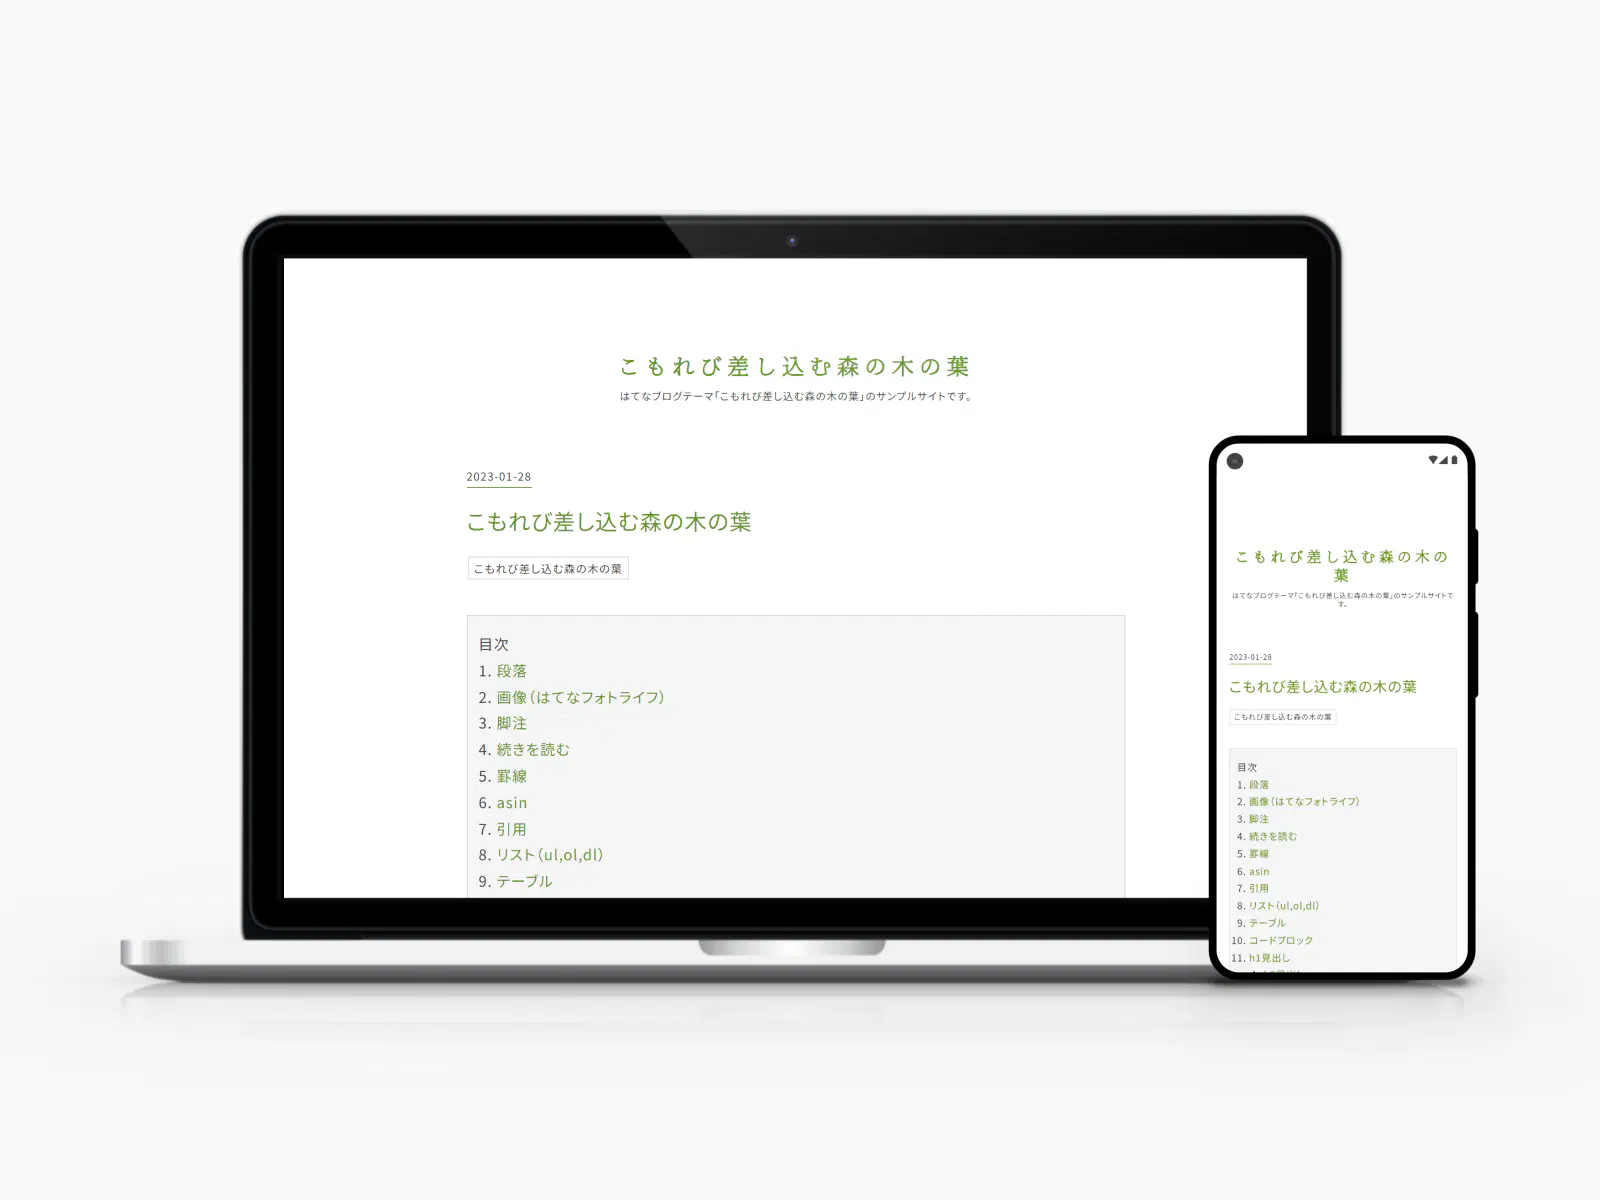 こもれび差し込む森の木の葉
はてなブログテーマ「こもれび差し込む森の木の葉」のサンプルサイトです。
2023-01-28
こもれび差し込む森の木の葉
こもれび差し込む森の木の葉
目次
1. 段落
2. 画像（はてなフォトライフ）
3. 脚注
4. 続きを読む
5. 罫線
6. asin
7. 引用
8. リスト（ul,ol,dl）
9. テーブル
こもれび差し込む森の木の
葉
はてなブログテーマ「こもれび差し込む森の木の葉」のサンプルサイトで
す。
2023-01-28
こもれび差し込む森の木の葉
こもれび差し込む森の木の葉
目次
1. 段落
2. 画像（はてなフォトライフ）
3. 脚注
4. 続きを読む
5. 罫線
6. asin
7. 引用
8. リスト（ul,ol,dl）
9. テーブル
10. コードブロック
11. h1見出し